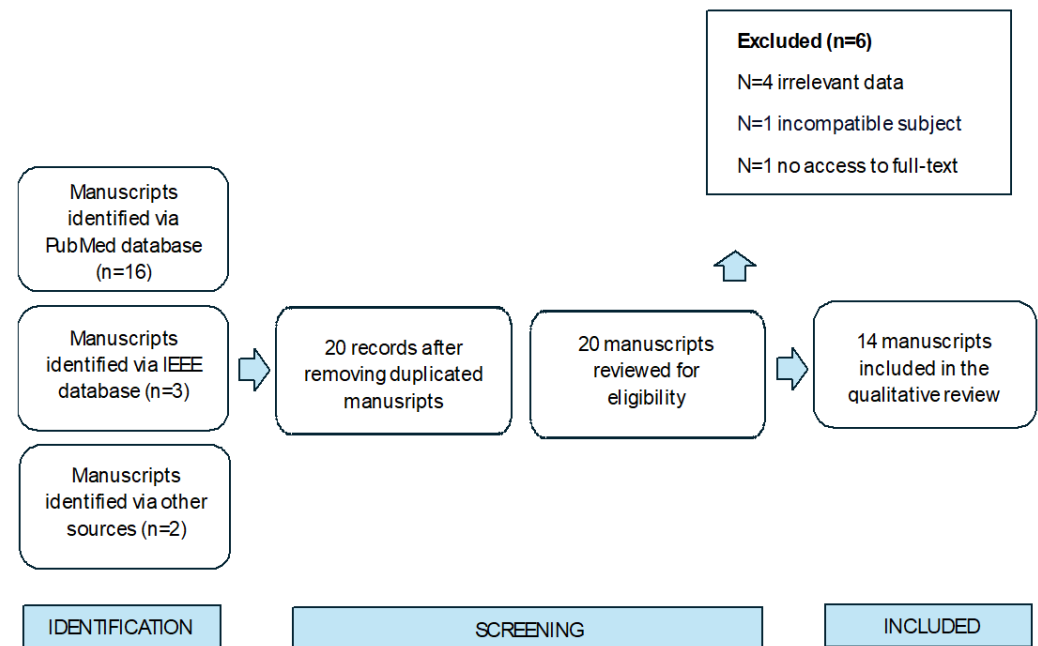 Excluded (n=6)
N=4 irrelevant data
N=1 incompatible subject
N=1 no access to full-text
Manuscripts
identified via
PubMed database
(n=16)
Manuscripts
identified via IEEE
database (n=3)
Manuscripts
identified via other
sources (n=2)
20 records after
removing duplicated
manusripts
20 manuscripts
reviewed for
eligibility
14 manuscripts
included in the
qualitative review
IDENTIFICATION
SCREENING
INCLUDED